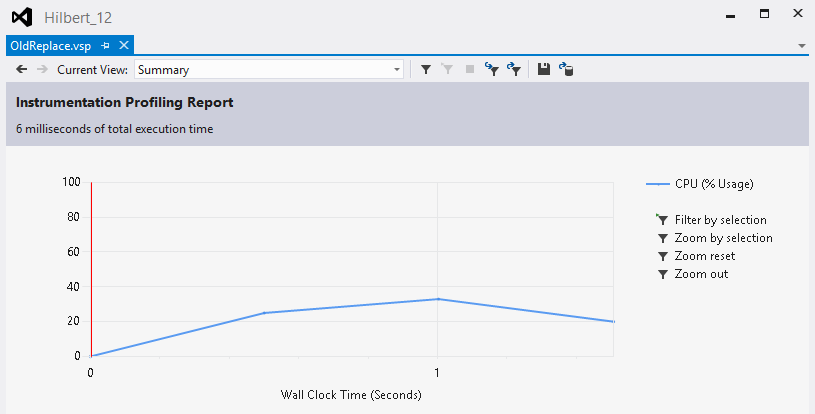 Hilbert_12
OldReplace.vsp
Current View: Summary
Instrumentation Profiling Report
6 milliseconds of total execution time
100
80
60
40
20
0
0 1
Wall Clock Time (Seconds)
CPU (% Usage)
Filter by selection
Zoom by selection
Zoom reset
Zoom out